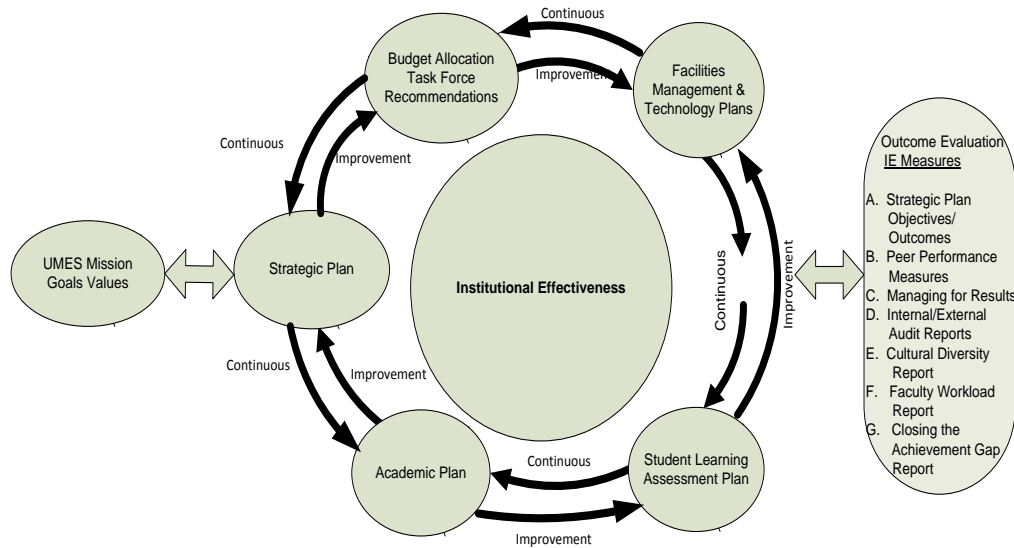 Continuous
Budget Allocation
Task Force
Recommendations
Improvement
Facilities
Management &
Technology Plans
Continuous
Improvement
UMES Mission
Goals Values
Strategic Plan
Institutional Effectiveness
Continuous
Improvement
Outcome Evaluation
IE Measures
A. Strategic Plan
Objectives/
Outcomes
B. Peer Performance
Measures
C. Managing for Results
D. Internal/External
Audit Reports
E. Cultural Diversity
Report
F. Faculty Workload
Report
G. Closing the
Achievement Gap
Report
Continuous
Improvement
Academic Plan
Continuous
Improvement
Student Learning
Assessment Plan